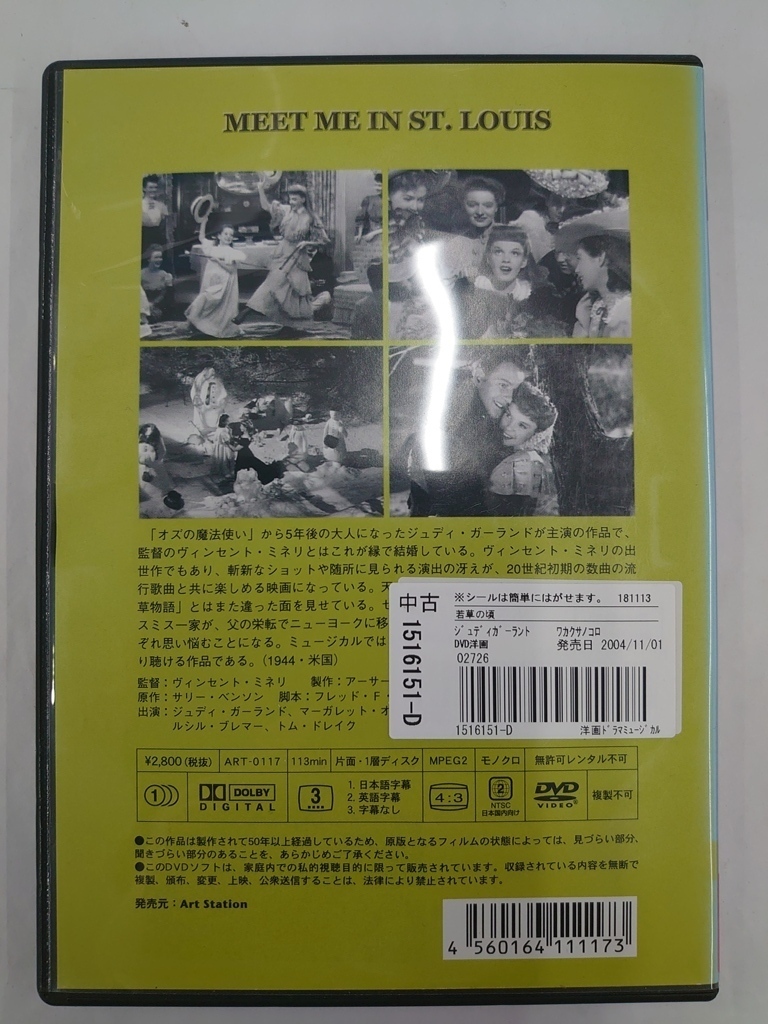 MEET ME IN ST. LOUIS
「オズの魔法使い」から5年後の大人になったジュディ・ガーランドが主演の作品で、
監督のヴィンセント・ミネリとはこれが縁で結婚している。ヴィンセント・ミネリの出
世作でもあり、斬新なショットや随所に見られる演出の冴えが、20世紀初期の数曲の流
行歌曲と共に楽しめる映画になっている。天
草物語」とはまた違った面を見せている。セ
スミス一家が、父の栄転でニューヨークに移
ぞれ思い悩むことになる。ミュージカルでは
り聴ける作品である。(1944・米国)
監督：ヴィンセント・ミネリ 製作：アーサー
原作：サリー・ベンソン 脚本：フレッド・F・
出演：ジュディ・ガーランド、マーガレット・オ
ルシル・ブレマー、トム・ドレイク
中古 1516151-D
※シールは簡単にはがせます。 181113
若草の頃
ｼﾞｭﾃﾞｨｶﾞｰﾗﾝﾄ ﾜｶｸｻﾉｺﾛ
DVD洋画 発売日 2004/11/01
02726
1516151-D 洋画ﾄﾞﾗﾏﾐｭｰｼﾞｶﾙ
¥2,800(税抜) ART-0117 113min 片面・1層ディスク MPEG2 モノクロ 無許可レンタル不可
1 DOLBY DIGITAL 3 1. 日本語字幕 2. 英語字幕 3. 字幕なし 4:3 2 NTSC 日本国内向け DVD VIDEO 複製不可
●この作品は製作されて50年以上経過しているため、原版となるフィルムの状態によっては、見づらい部分、
聞きづらい部分のあることを、あらかじめご了承ください。
●このDVDソフトは、家庭内での私的視聴目的に限って販売されています。収録されている内容を無断で
複製、頒布、変更、上映、公衆送信することは、法律により禁止されています。
発売元：Art Station
4 560164 111173